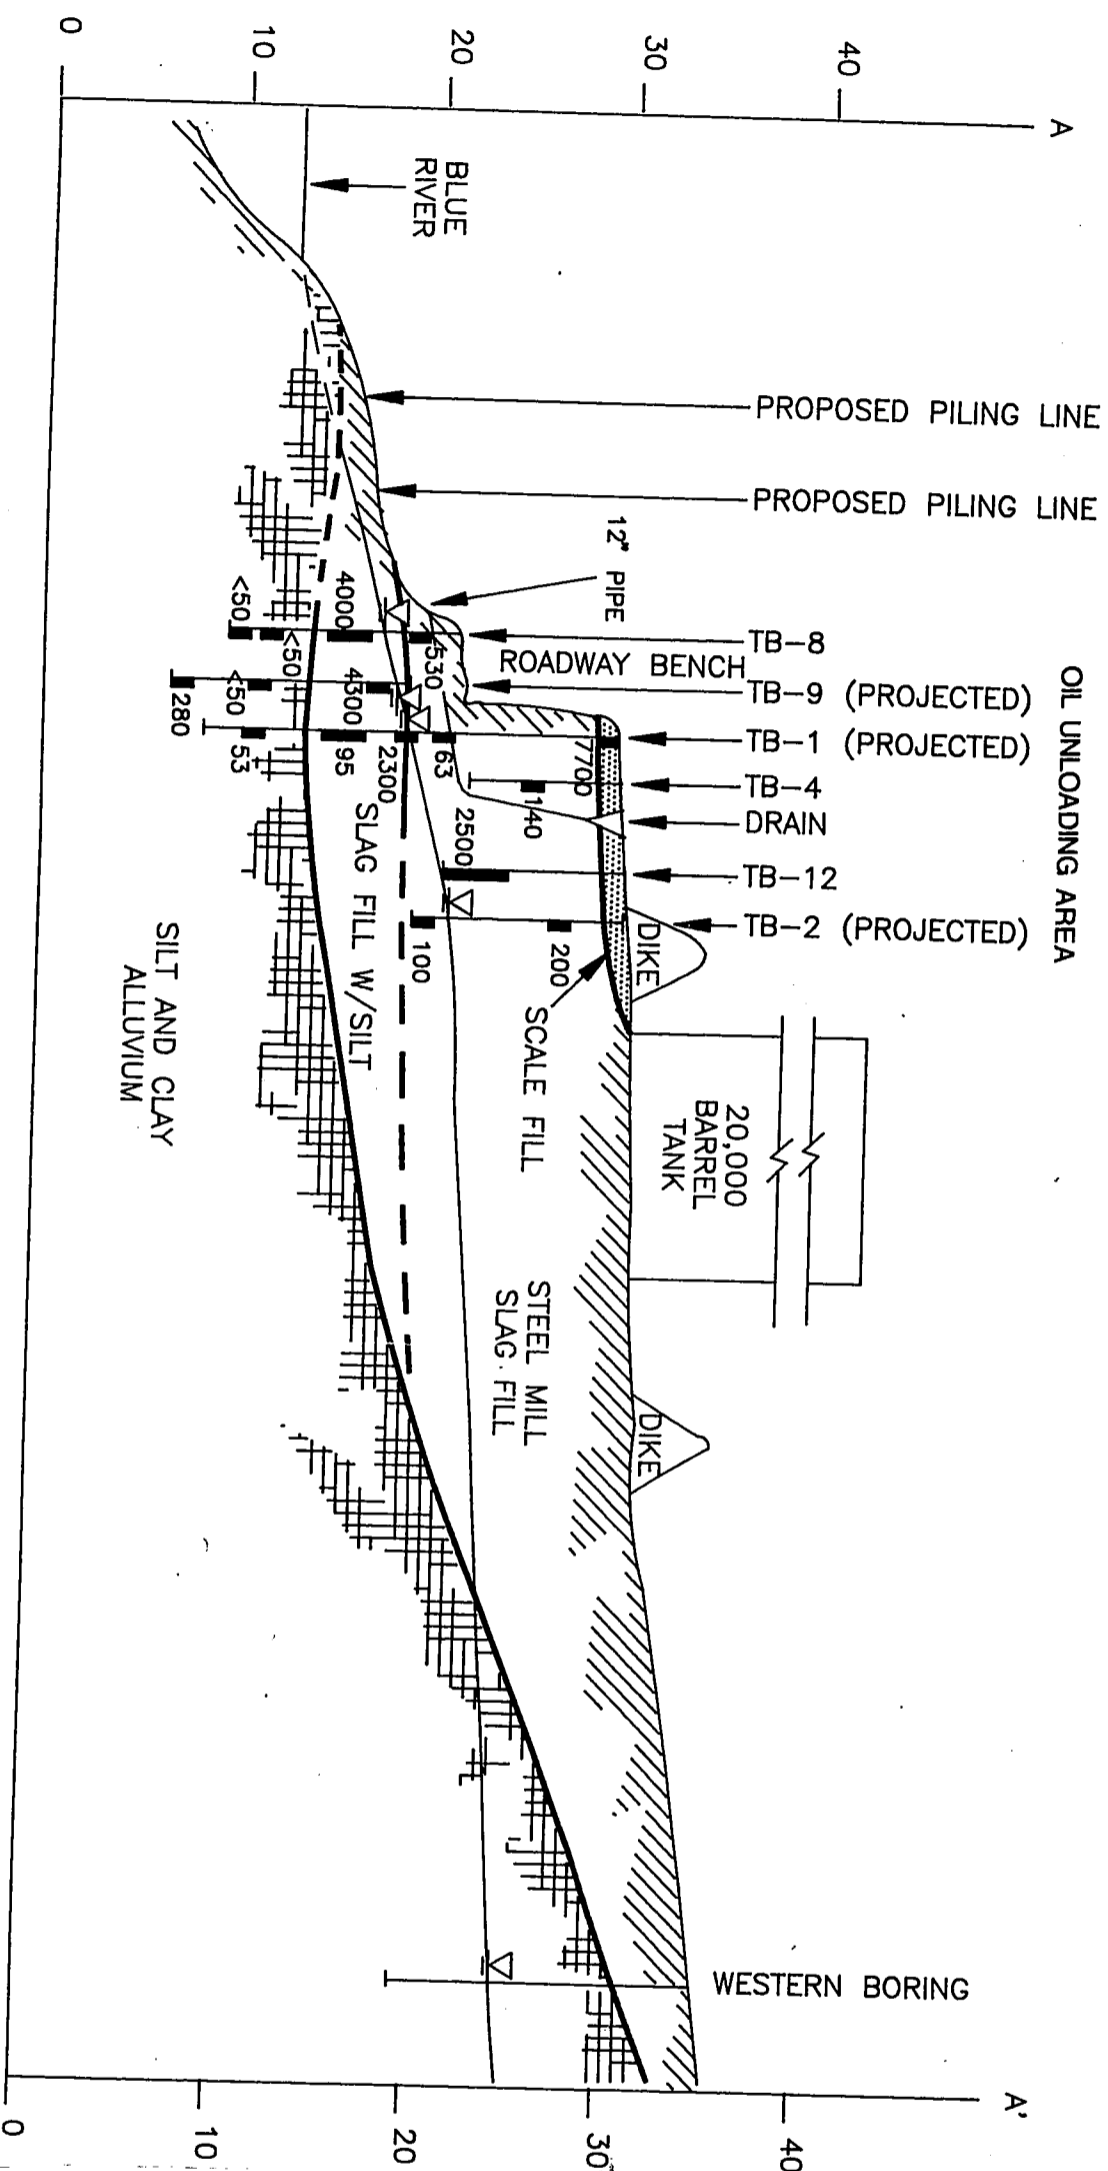 OIL UNLOADING AREA
A
A'
40
30
20
10
0
40
30
20
10
0
PROPOSED PILING LINE
PROPOSED PILING LINE
TB-8
TB-9 (PROJECTED)
TB-1 (PROJECTED)
TB-4
DRAIN
TB-12
TB-2 (PROJECTED)
WESTERN BORING
BLUE
RIVER
12" PIPE
ROADWAY BENCH
DIKE
20,000
BARREL
TANK
DIKE
SCALE FILL
STEEL MILL
SLAG FILL
SLAG FILL W/SILT
SILT AND CLAY
ALLUVIUM
530
4000
<50
<50
4300
<50
280
7700
63
2300
95
53
140
2500
200
100